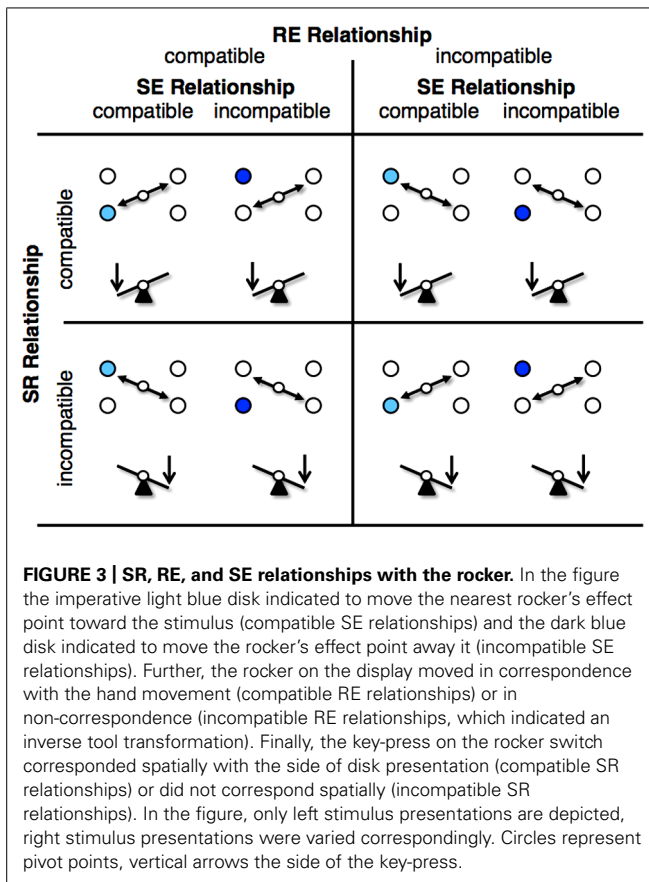 RE Relationship
compatible incompatible
SE Relationship SE Relationship
compatible incompatible compatible incompatible
SR Relationship
compatible
incompatible
FIGURE 3 | SR, RE, and SE relationships with the rocker. In the figure
the imperative light blue disk indicated to move the nearest rocker's effect
point toward the stimulus (compatible SE relationships) and the dark blue
disk indicated to move the rocker's effect point away it (incompatible SE
relationships). Further, the rocker on the display moved in correspondence
with the hand movement (compatible RE relationships) or in
non-correspondence (incompatible RE relationships, which indicated an
inverse tool transformation). Finally, the key-press on the rocker switch
corresponded spatially with the side of disk presentation (compatible SR
relationships) or did not correspond spatially (incompatible SR
relationships). In the figure, only left stimulus presentations are depicted,
right stimulus presentations were varied correspondingly. Circles represent
pivot points, vertical arrows the side of the key-press.